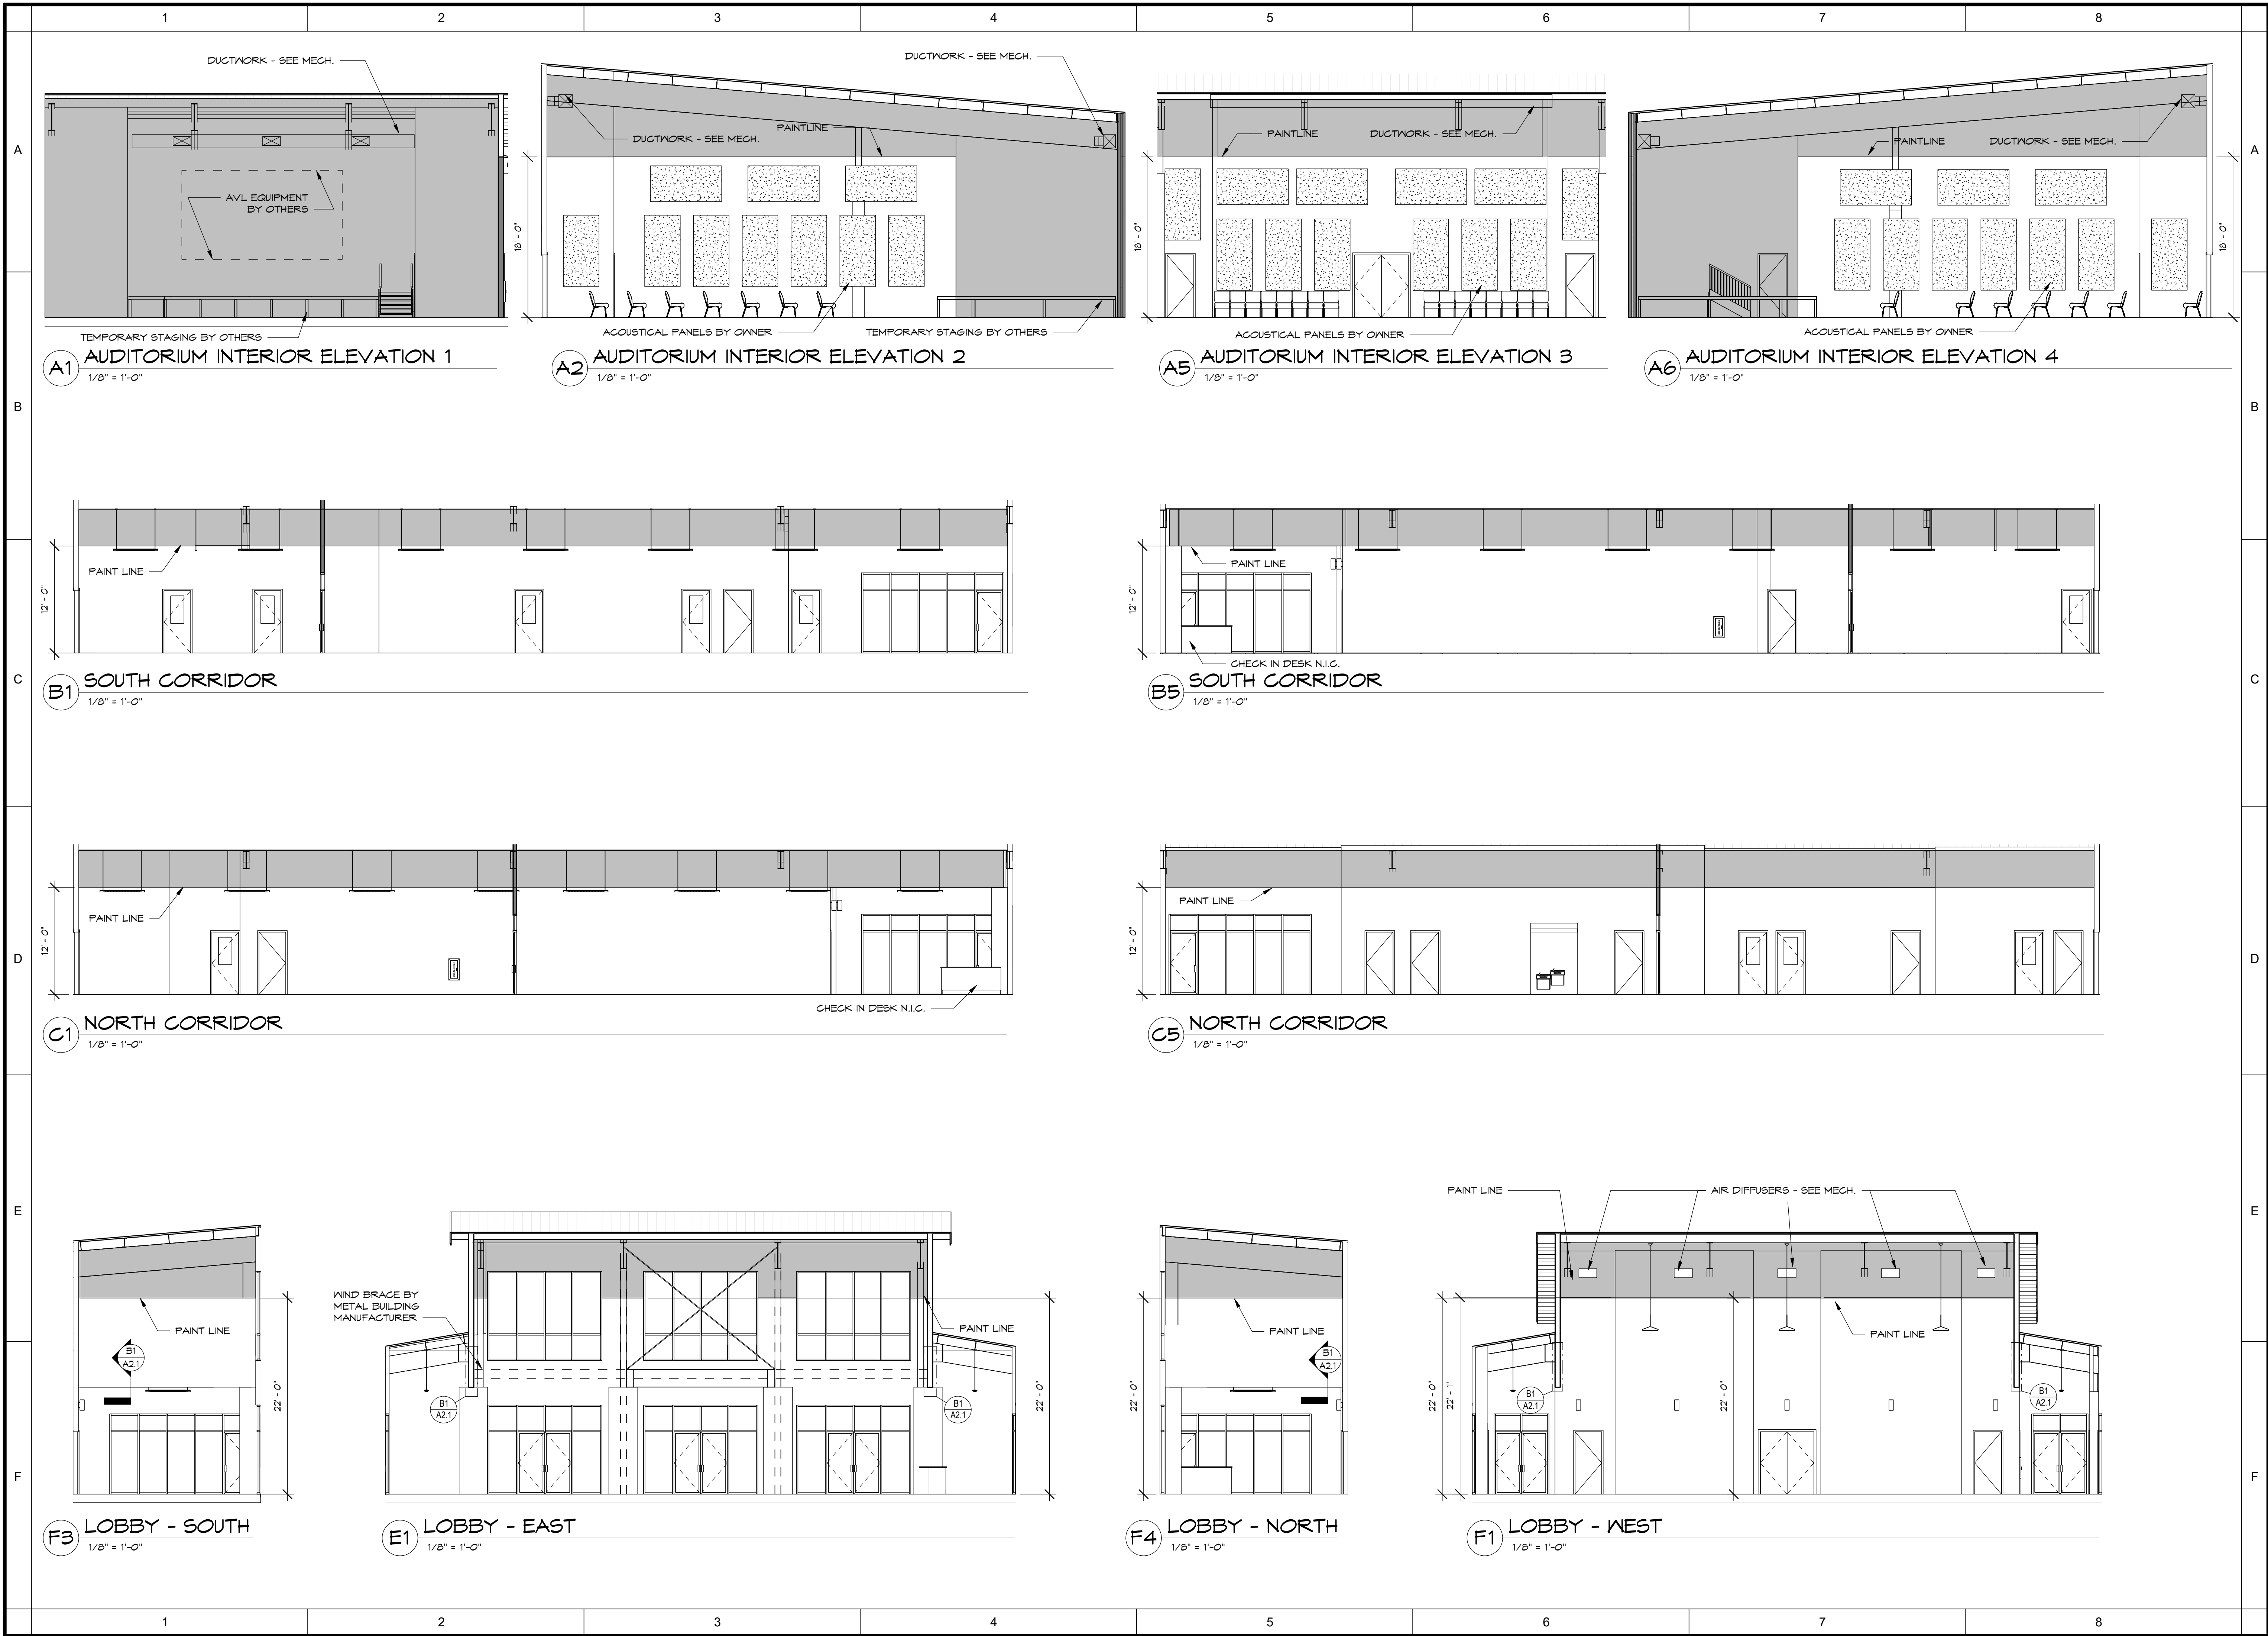 1 2 3 4 5 6 7 8
A
B
C
D
E
F
A
B
C
D
E
F
DUCTWORK - SEE MECH.
AVL EQUIPMENT
BY OTHERS
TEMPORARY STAGING BY OTHERS
A1 AUDITORIUM INTERIOR ELEVATION 1
1/8" = 1'-0"
DUCTWORK - SEE MECH.
DUCTWORK - SEE MECH.
PAINTLINE
18' - 0"
ACOUSTICAL PANELS BY OWNER
TEMPORARY STAGING BY OTHERS
A2 AUDITORIUM INTERIOR ELEVATION 2
1/8" = 1'-0"
PAINTLINE
DUCTWORK - SEE MECH.
18' - 0"
ACOUSTICAL PANELS BY OWNER
A5 AUDITORIUM INTERIOR ELEVATION 3
1/8" = 1'-0"
PAINTLINE
DUCTWORK - SEE MECH.
18' - 0"
ACOUSTICAL PANELS BY OWNER
A6 AUDITORIUM INTERIOR ELEVATION 4
1/8" = 1'-0"
PAINT LINE
12' - 0"
B1 SOUTH CORRIDOR
1/8" = 1'-0"
PAINT LINE
12' - 0"
CHECK IN DESK N.I.C.
B5 SOUTH CORRIDOR
1/8" = 1'-0"
PAINT LINE
12' - 0"
CHECK IN DESK N.I.C.
C1 NORTH CORRIDOR
1/8" = 1'-0"
PAINT LINE
12' - 0"
C5 NORTH CORRIDOR
1/8" = 1'-0"
PAINT LINE
B1
A2.1
22' - 0"
F3 LOBBY - SOUTH
1/8" = 1'-0"
WIND BRACE BY
METAL BUILDING
MANUFACTURER
PAINT LINE
B1
A2.1
B1
A2.1
22' - 0"
E1 LOBBY - EAST
1/8" = 1'-0"
PAINT LINE
B1
A2.1
22' - 0"
F4 LOBBY - NORTH
1/8" = 1'-0"
PAINT LINE
AIR DIFFUSERS - SEE MECH.
PAINT LINE
22' - 0"
22' - 1"
22' - 0"
B1
A2.1
B1
A2.1
F1 LOBBY - WEST
1/8" = 1'-0"
1 2 3 4 5 6 7 8